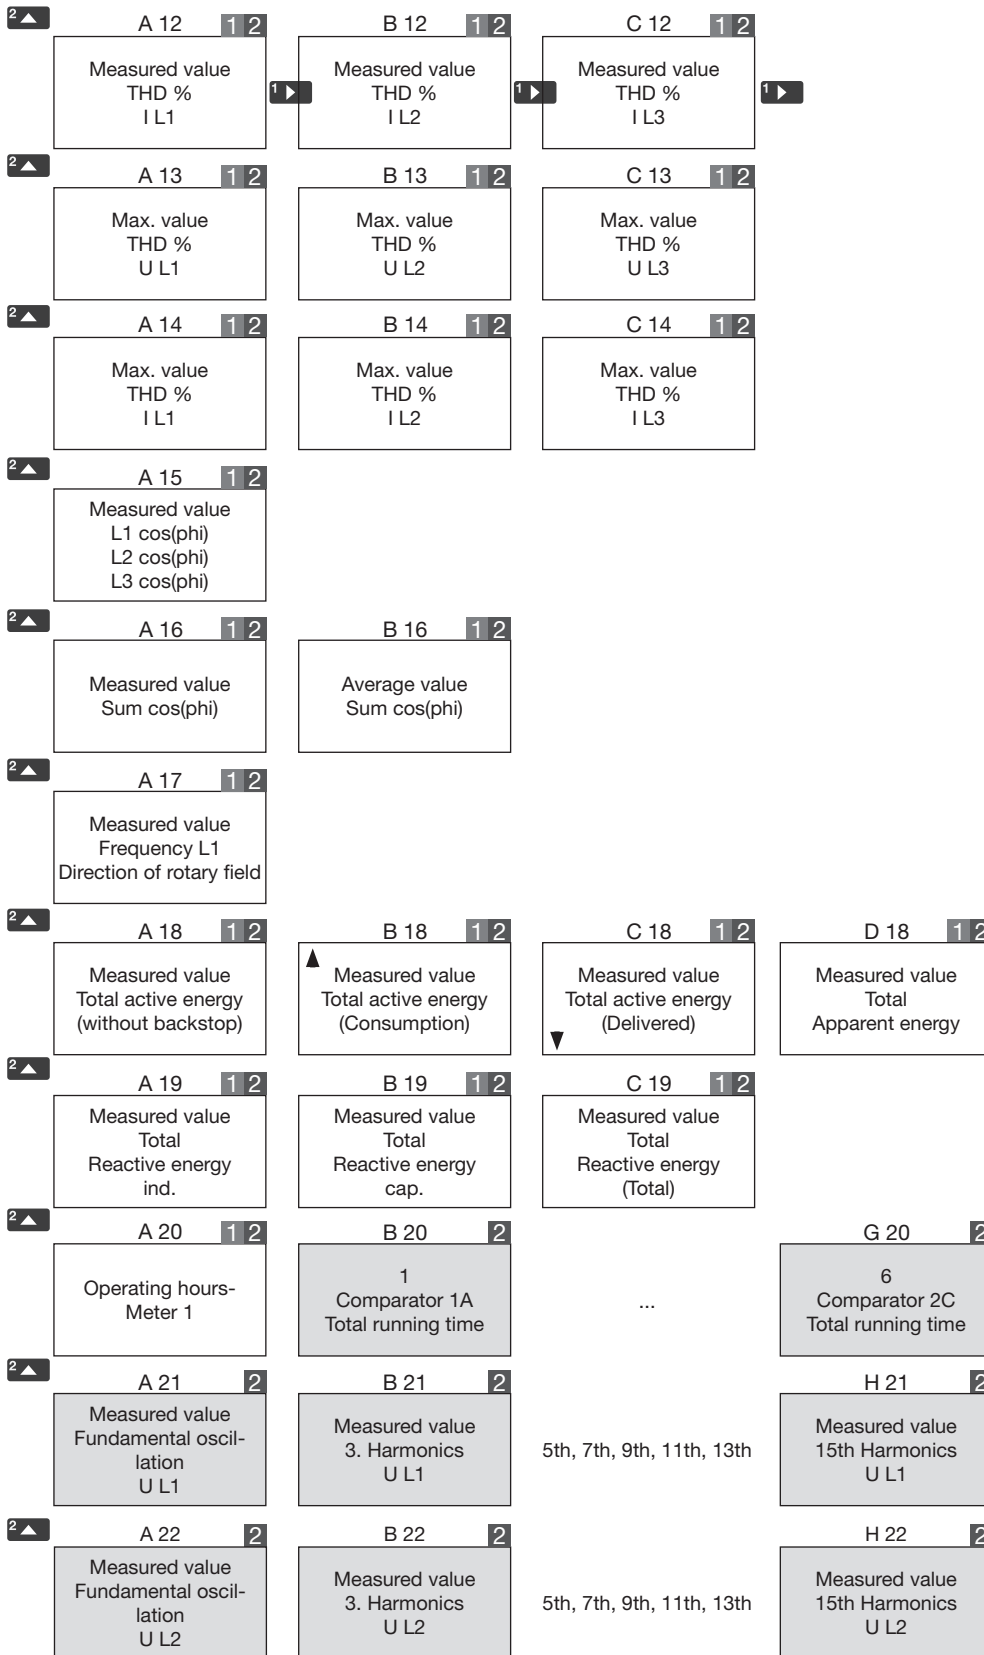 2
A 12 1 2 B 12 1 2 C 12 1 2
Measured value Measured value Measured value
THD % THD % THD %
1 1 1
I L1 I L2 I L3
2
A 13 1 2 B 13 1 2 C 13 1 2
Max. value Max. value Max. value
THD % THD % THD %
U L1 U L2 U L3
2
A 14 1 2 B 14 1 2 C 14 1 2
Max. value Max. value Max. value
THD % THD % THD %
I L1 I L2 I L3
2
A 15 1 2
Measured value
L1 cos(phi)
L2 cos(phi)
L3 cos(phi)
2
A 16 1 2 B 16 1 2
Measured value Average value
Sum cos(phi) Sum cos(phi)
2
A 17 1 2
Measured value
Frequency L1
Direction of rotary field
2
A 18 1 2 B 18 1 2 C 18 1 2 D 18 1 2
Measured value Measured value Measured value Measured value
Total active energy Total active energy Total active energy Total
(without backstop) (Consumption) (Delivered) Apparent energy
2
A 19 1 2 B 19 1 2 C 19 1 2
Measured value Measured value Measured value
Total Total Total
Reactive energy Reactive energy Reactive energy
ind. cap. (Total)
2
A 20 1 2 B 20 2 G 20 2
Operating hours- 1 6
Meter 1 Comparator 1A ... Comparator 2C
Total running time Total running time
2
A 21 2 B 21 2 H 21 2
Measured value Measured value Measured value
Fundamental oscil- 3. Harmonics 5th, 7th, 9th, 11th, 13th 15th Harmonics
lation U L1 U L1
U L1
2
A 22 2 B 22 2 H 22 2
Measured value Measured value Measured value
Fundamental oscil- 3. Harmonics 5th, 7th, 9th, 11th, 13th 15th Harmonics
lation U L2 U L2
U L2